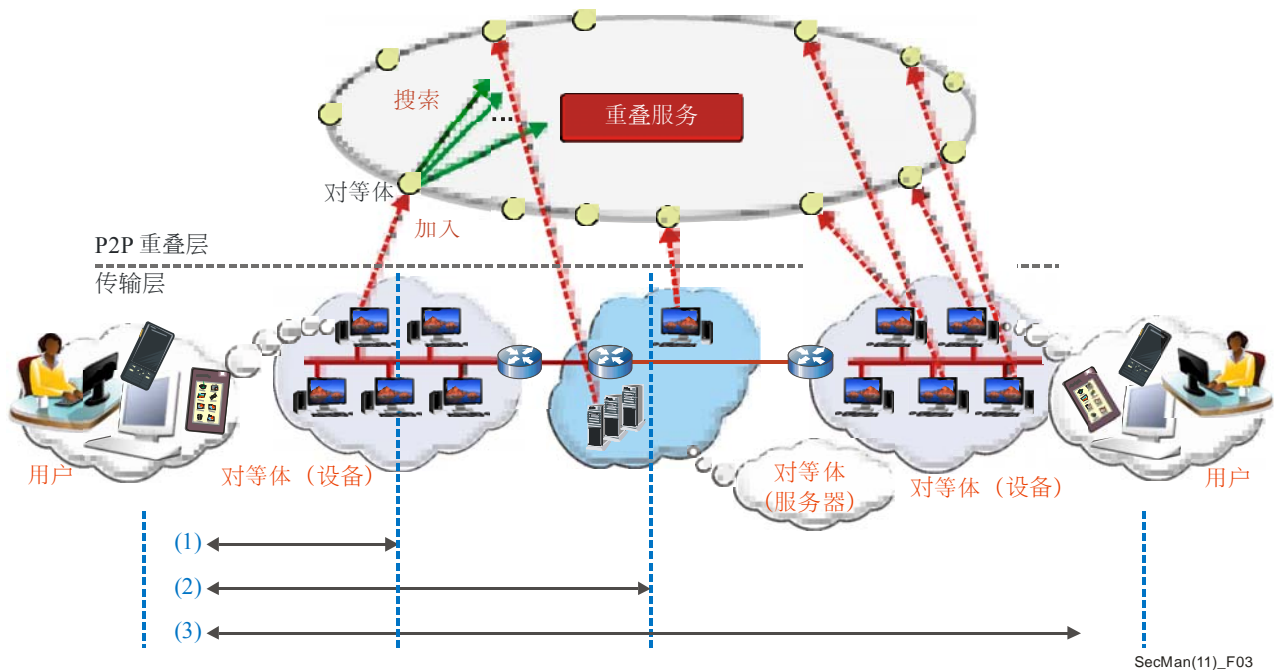 搜索
...
重叠服务
对等体
加入
P2P 重叠层
传输层
用户
对等体（设备）
对等体
（服务器）
对等体（设备）
用户
(1)
(2)
(3)
SecMan(11)_F03